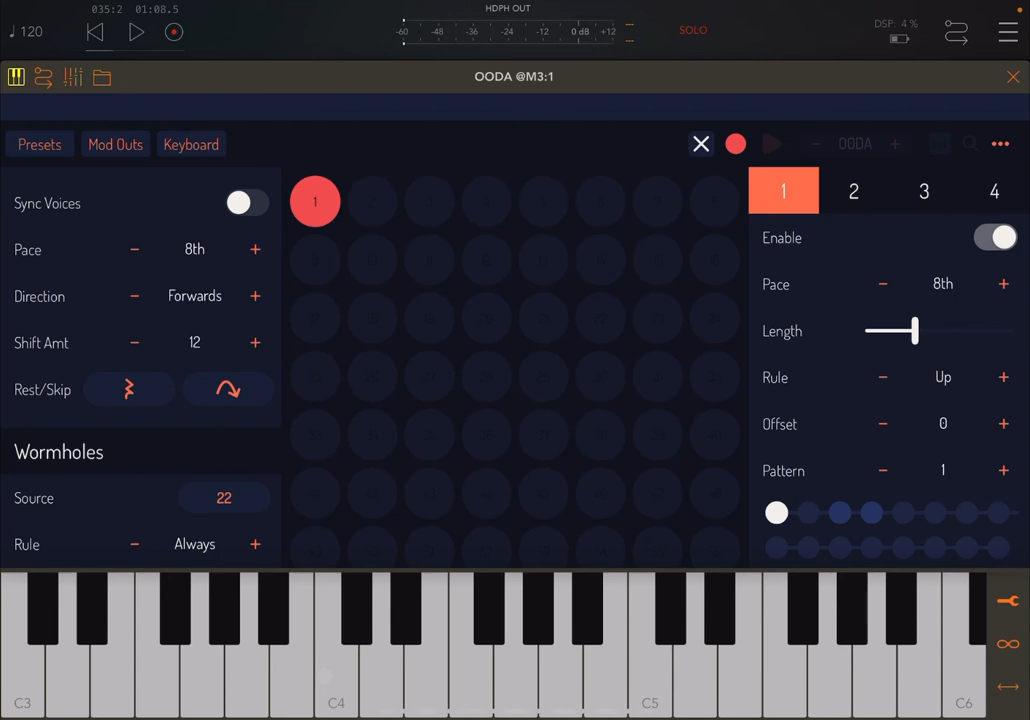 HDPH OUT
035:2 01:08.5
♩ 120
-60 -48 -36 -24 -12 0 dB +12
SOLO
DSP: 4 %
OODA @M3:1
Presets Mod Outs Keyboard
− OODA +
1 2 3 4
Sync Voices
Pace − 8th +
Direction − Forwards +
Shift Amt − 12 +
Rest/Skip
Wormholes
Source 22
Rule − Always +
1
Enable
Pace − 8th +
Length
Rule − Up +
Offset − 0 +
Pattern − 1 +
C3 C4 C5 C6